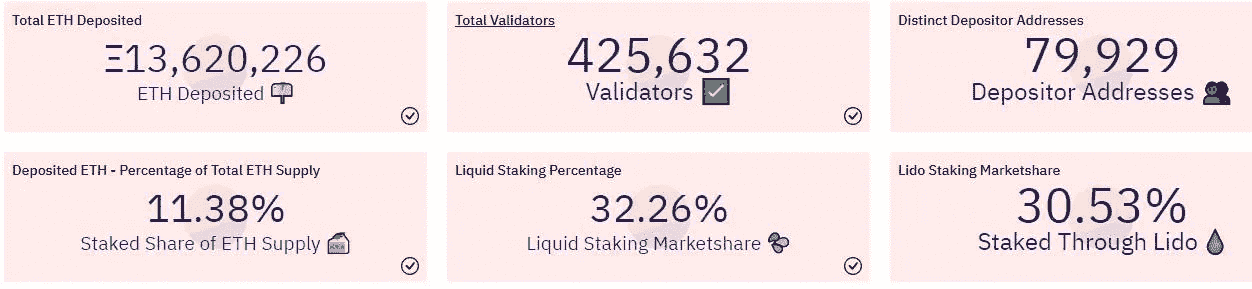 Total ETH Deposited
Ξ13,620,226
ETH Deposited
Total Validators
425,632
Validators
Distinct Depositor Addresses
79,929
Depositor Addresses
Deposited ETH - Percentage of Total ETH Supply
11.38%
Staked Share of ETH Supply
Liquid Staking Percentage
32.26%
Liquid Staking Marketshare
Lido Staking Marketshare
30.53%
Staked Through Lido